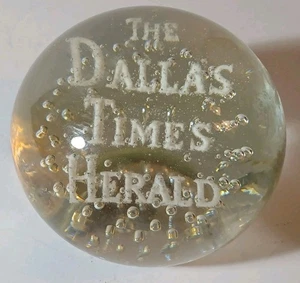 THE
DALLAS
TIMES
HERALD